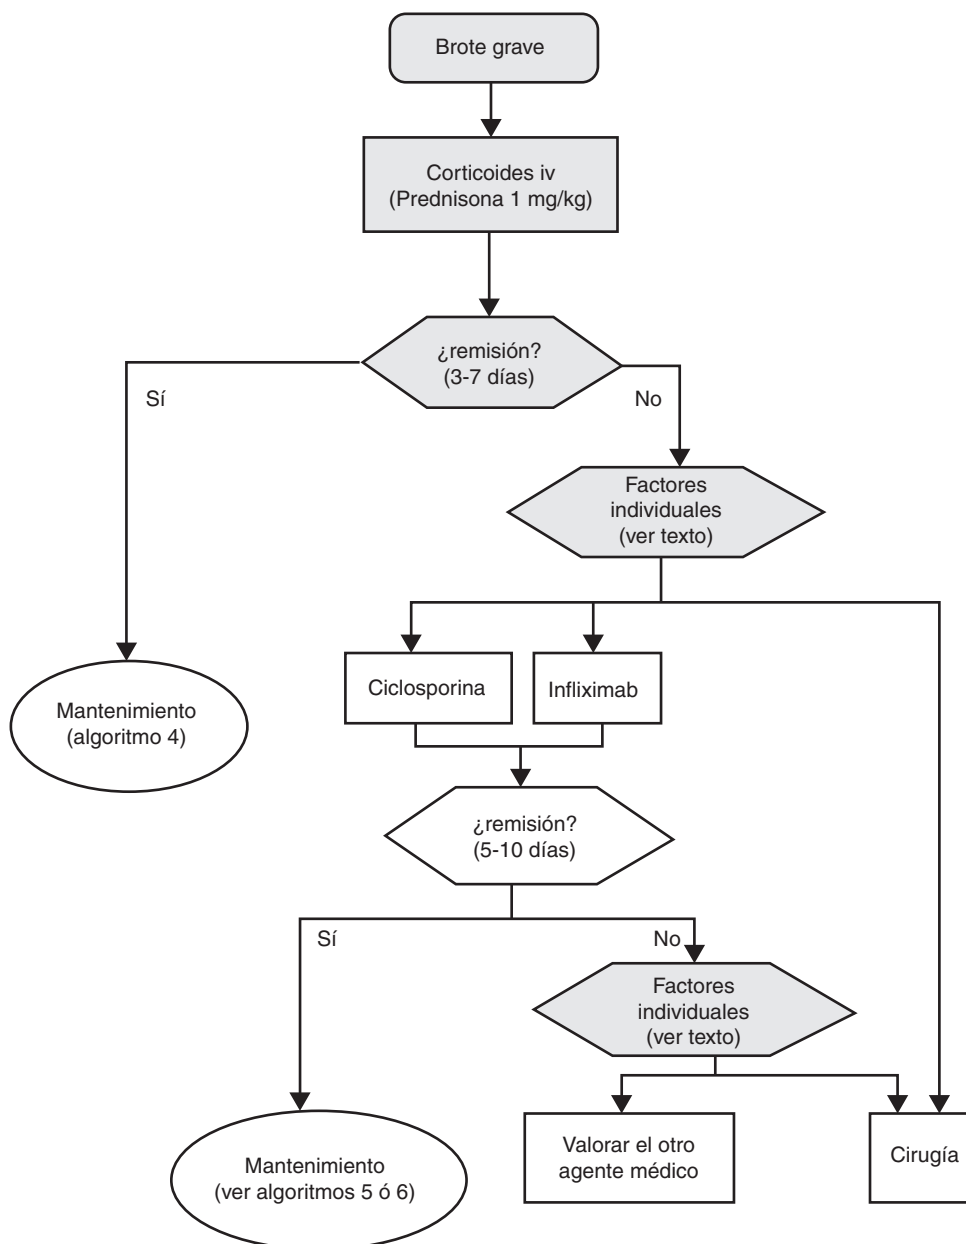 Brote grave
Corticoides iv
(Prednisona 1 mg/kg)
¿remisión?
(3-7 días)
Sí
No
Factores
individuales
(ver texto)
Ciclosporina
Infliximab
Mantenimiento
(algoritmo 4)
¿remisión?
(5-10 días)
Sí
No
Factores
individuales
(ver texto)
Valorar el otro
agente médico
Cirugía
Mantenimiento
(ver algoritmos 5 ó 6)